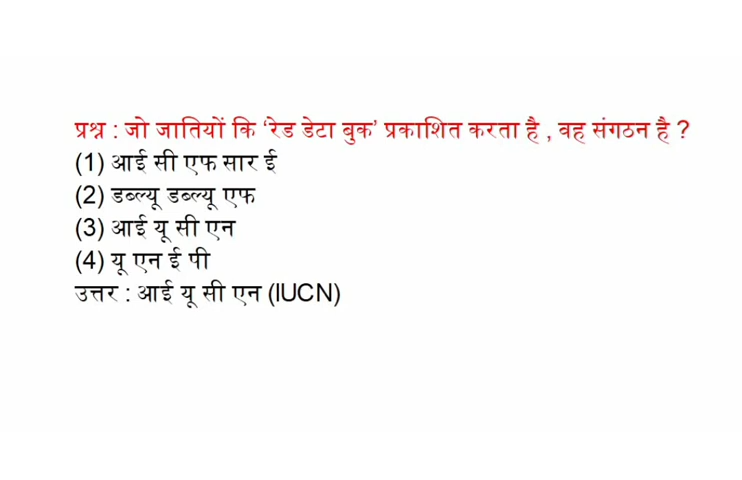 प्रश्न : जो जातियों कि ‘रेड डेटा बुक’ प्रकाशित करता है , वह संगठन है ?
(1) आई सी एफ सार ई
(2) डब्ल्यू डब्ल्यू एफ
(3) आई यू सी एन
(4) यू एन ई पी
उत्तर : आई यू सी एन (IUCN)